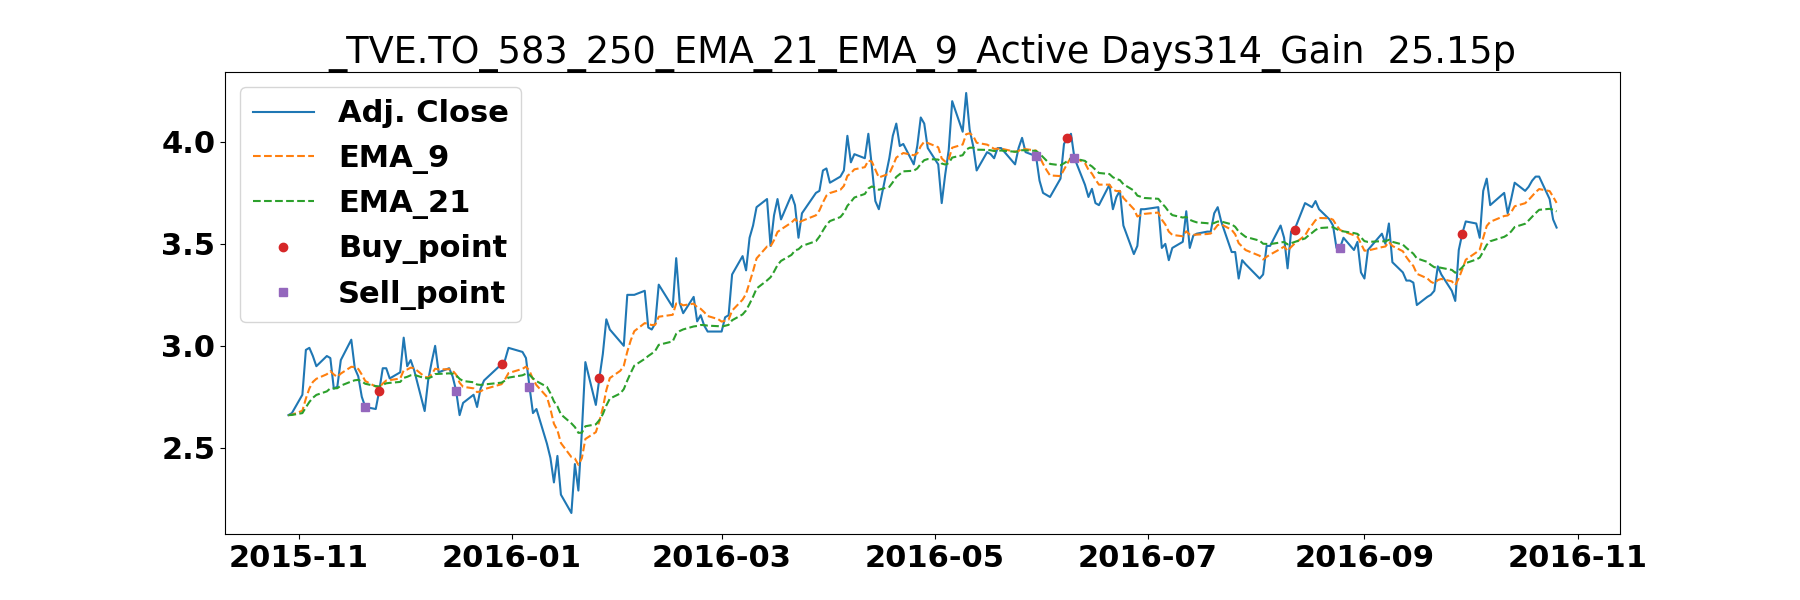 _TVE.TO_583_250_EMA_21_EMA_9_Active Days314_Gain  25.15p
Adj. Close
EMA_9
EMA_21
Buy_point
Sell_point
4.0
3.5
3.0
2.5
2015-11 2016-01 2016-03 2016-05 2016-07 2016-09 2016-11